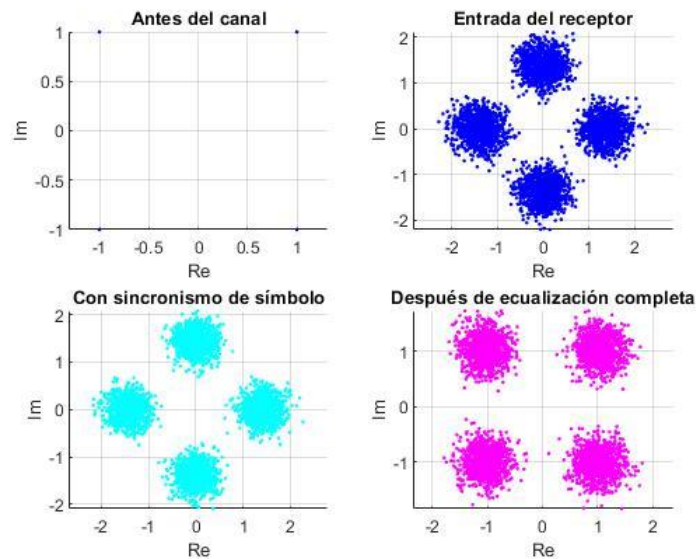 Antes del canal
1
0.5
0
-0.5
-1
Im
-1 -0.5 0 0.5 1
Re
Entrada del receptor
2
1
0
-1
-2
Im
-2 -1 0 1 2
Re
Con sincronismo de símbolo
2
1
0
-1
-2
Im
-2 -1 0 1 2
Re
Después de ecualización completa
1
0
-1
Im
-2 -1 0 1 2
Re